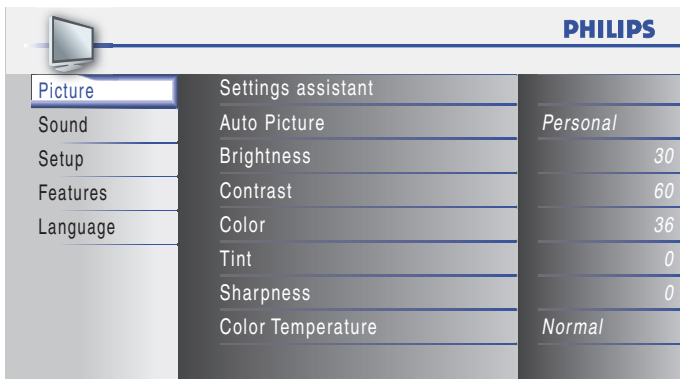 PHILIPS
Picture
Sound
Setup
Features
Language
Settings assistant
Auto Picture Personal
Brightness 30
Contrast 60
Color 36
Tint 0
Sharpness 0
Color Temperature Normal